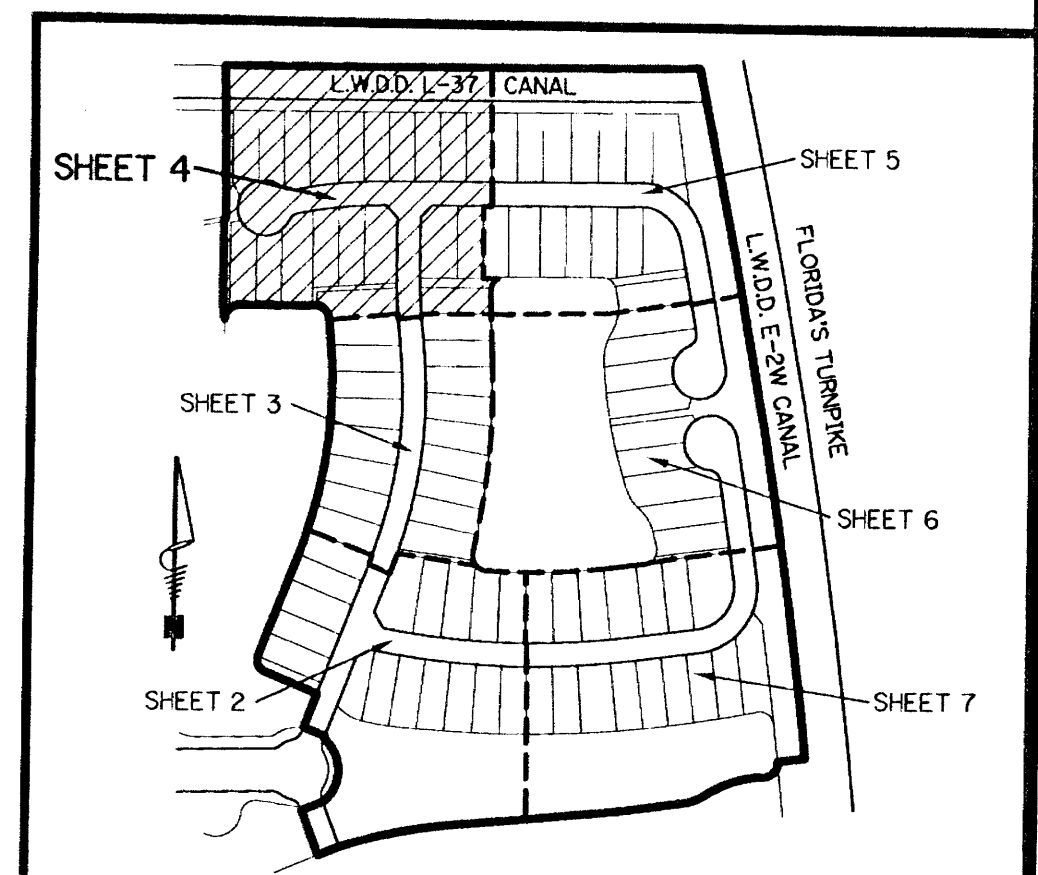 L.W.D.D. L-37 CANAL
SHEET 4
SHEET 5
FLORIDA'S TURNPIKE
L.W.D.D. E-2W CANAL
SHEET 3
SHEET 6
SHEET 2
SHEET 7